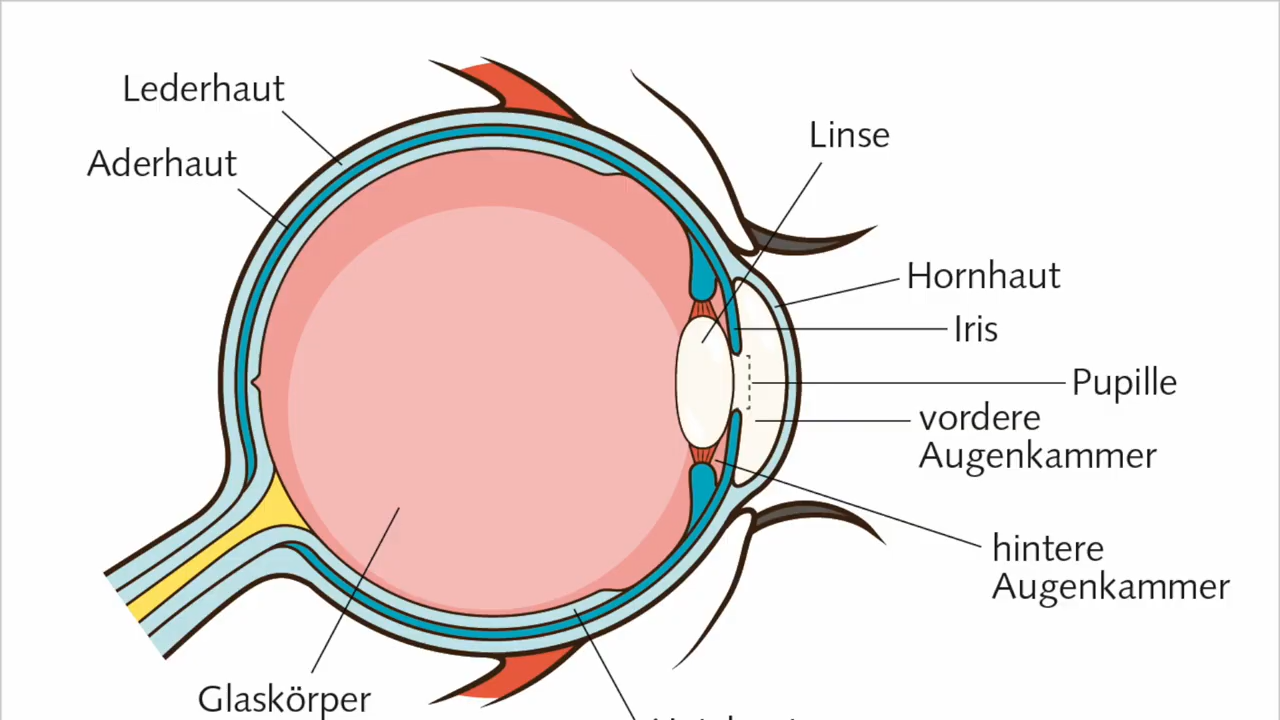 Lederhaut
Aderhaut
Linse
Hornhaut
Iris
Pupille
vordere
Augenkammer
hintere
Augenkammer
Glaskörper